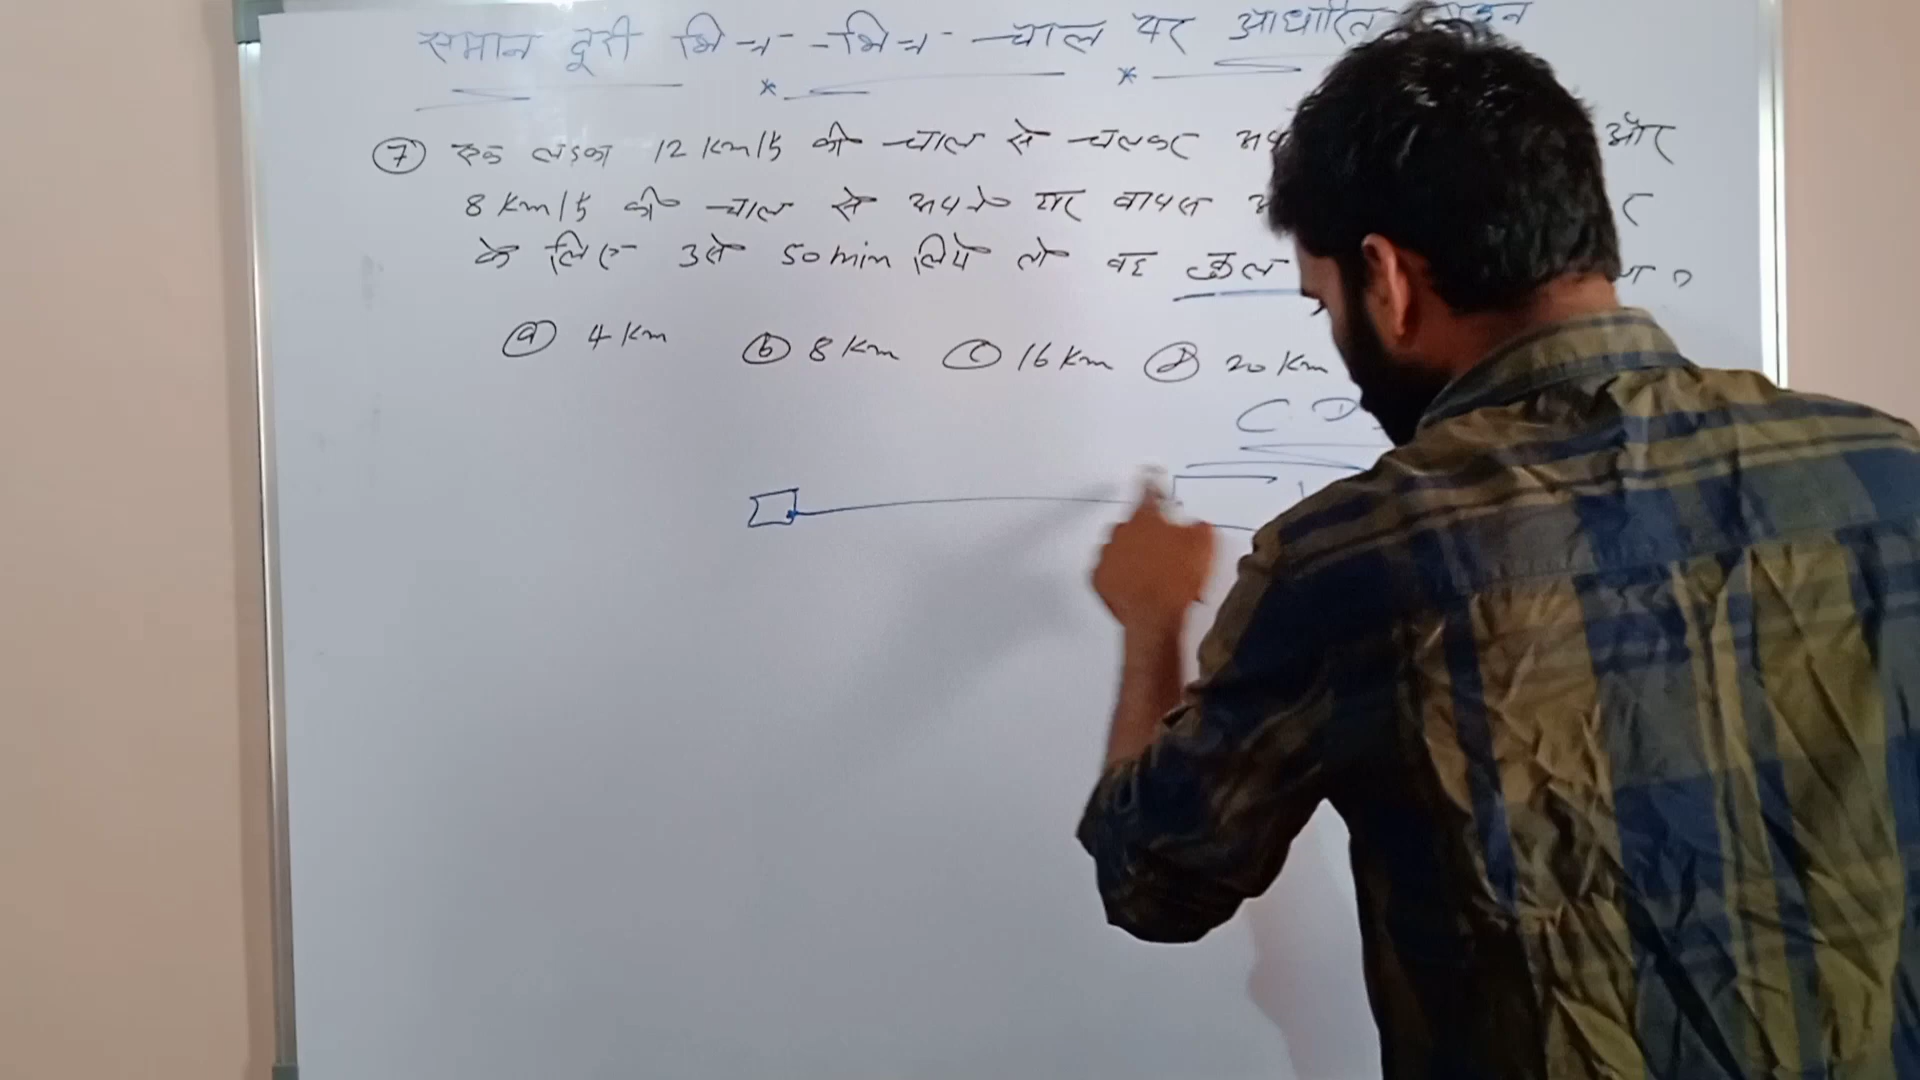 समान दूरी भिन्न-भिन्न चाल पर आधारित
* *
7 एक लड़का 12 Km/h की चाल से चलकर और
8 Km/h की चाल से अपने घर वापस
के लिए उसे 50 min लिये तो वह कुल
a 4 Km b 8 Km c 16 Km d 20 Km
C D